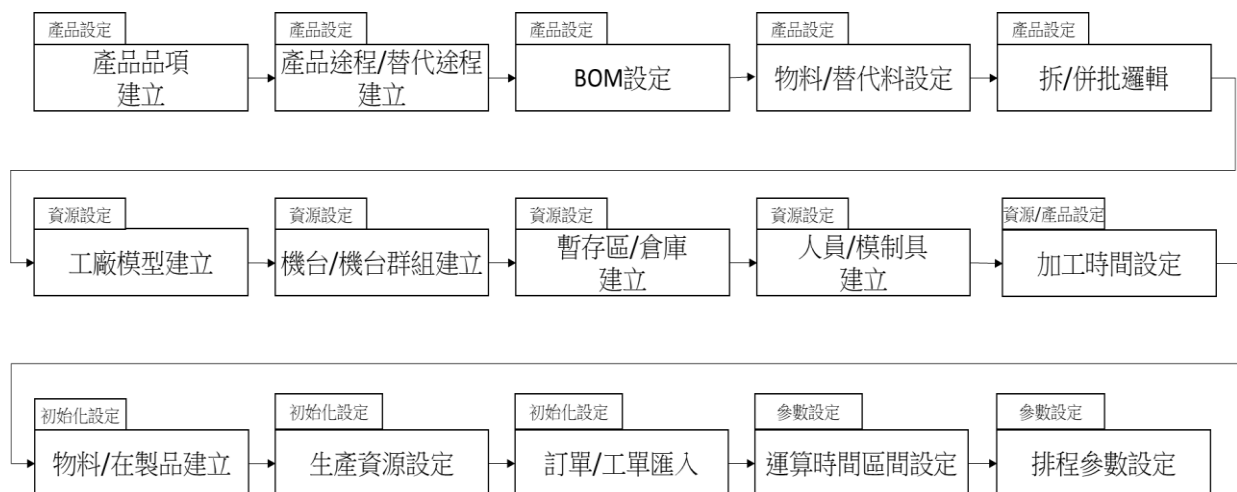 產品設定
產品品項
建立
產品設定
產品途程/替代途程
建立
產品設定
BOM設定
產品設定
物料/替代料設定
產品設定
拆/併批邏輯
資源設定
工廠模型建立
資源設定
機台/機台群組建立
資源設定
暫存區/倉庫
建立
資源設定
人員/模制具
建立
資源/產品設定
加工時間設定
初始化設定
物料/在製品建立
初始化設定
生產資源設定
初始化設定
訂單/工單匯入
參數設定
運算時間區間設定
參數設定
排程參數設定